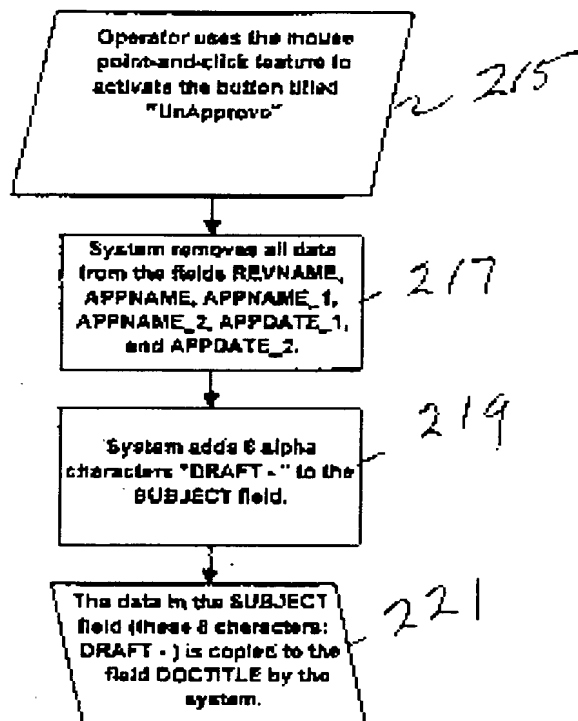 Operator uses the mouse
point-and-click feature to
activate the button titled
"UnApprove"
215
System removes all data
from the fields REVNAME,
APPNAME, APPNAME_1,
APPNAME_2, APPDATE_1,
and APPDATE_2.
217
System adds 8 alpha
characters "DRAFT - " to the
SUBJECT field.
219
The data in the SUBJECT
field (these 8 characters:
DRAFT - ) is copied to the
field DOCTITLE by the
system.
221